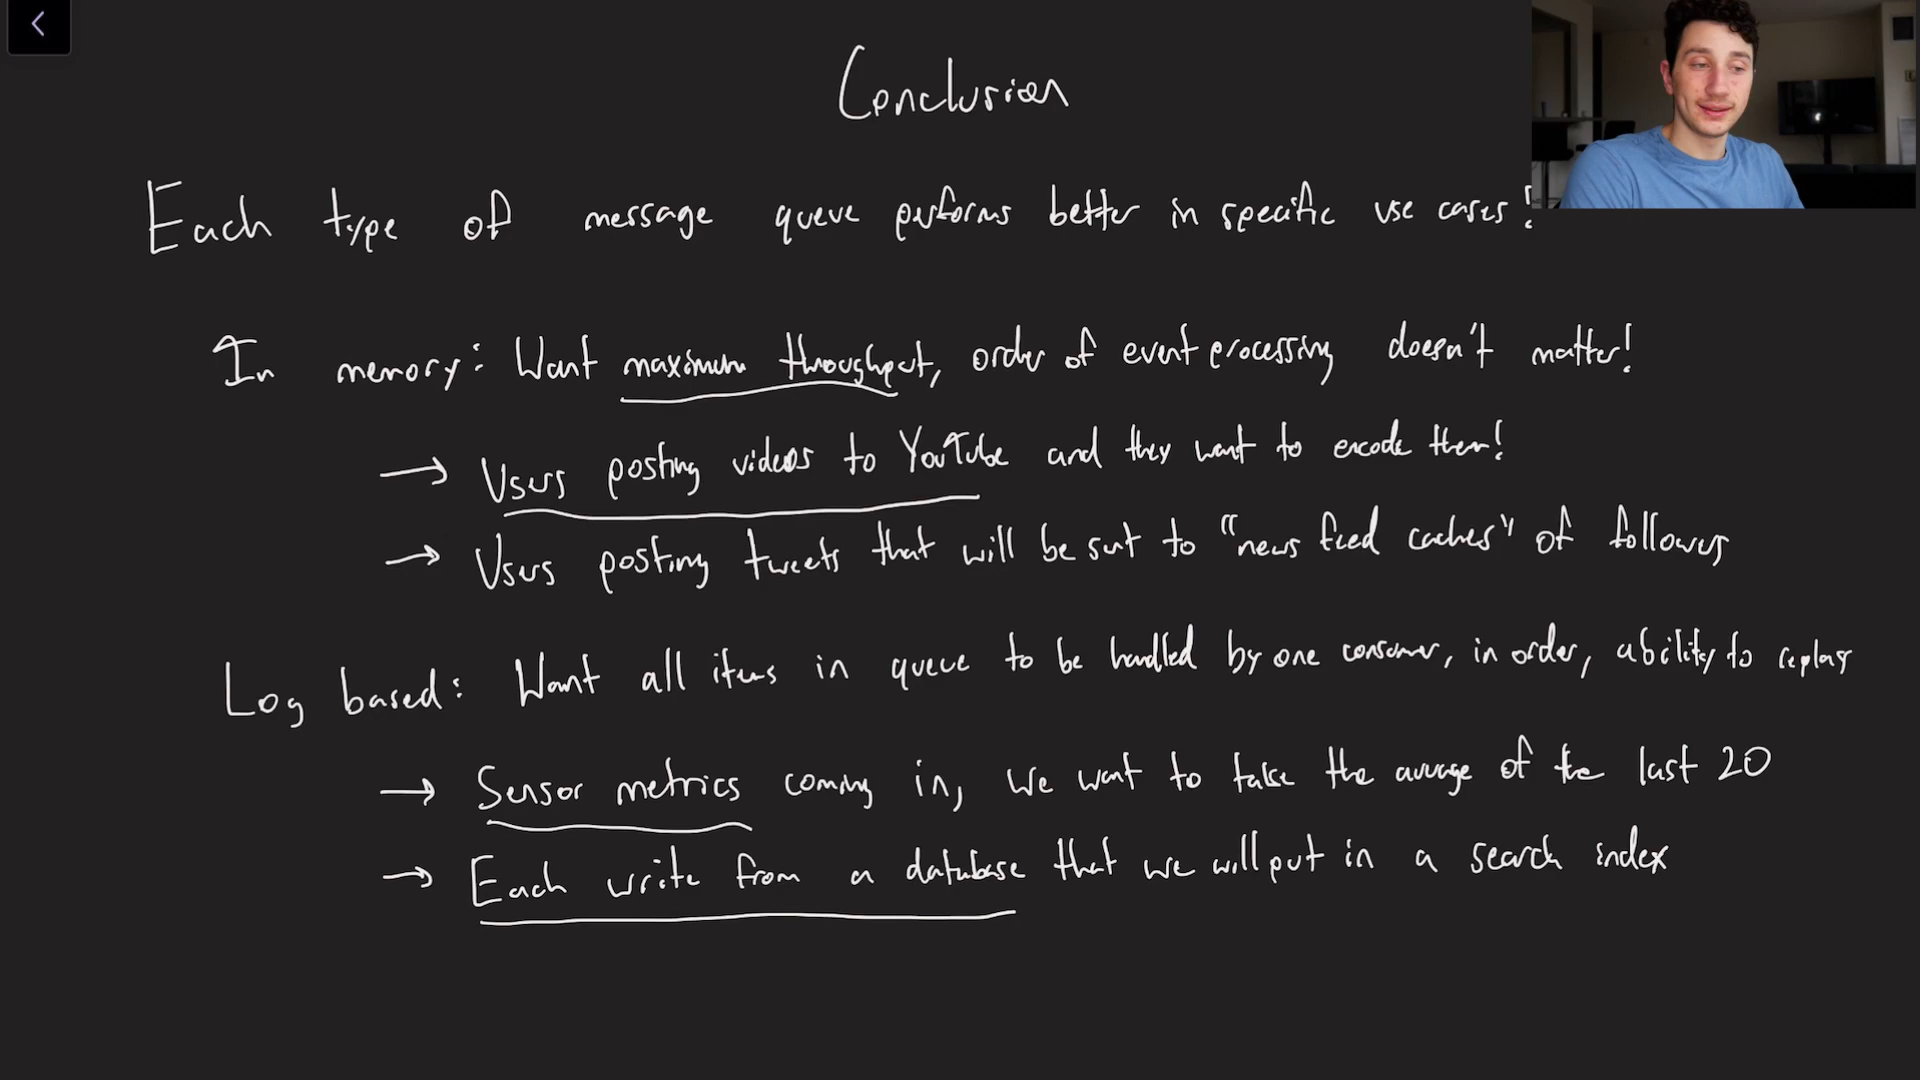 Conclusion
Each type of message queue performs better in specific use cases!
In memory: Want maximum throughput, order of event processing doesn't matter!
→ Users posting videos to YouTube and they want to encode them!
→ Users posting tweets that will be sent to "news feed caches" of followers
Log based: Want all items in queue to be handled by one consumer, in order, ability to replay
→ Sensor metrics coming in, we want to take the average of the last 20
→ Each write from a database that we will put in a search index